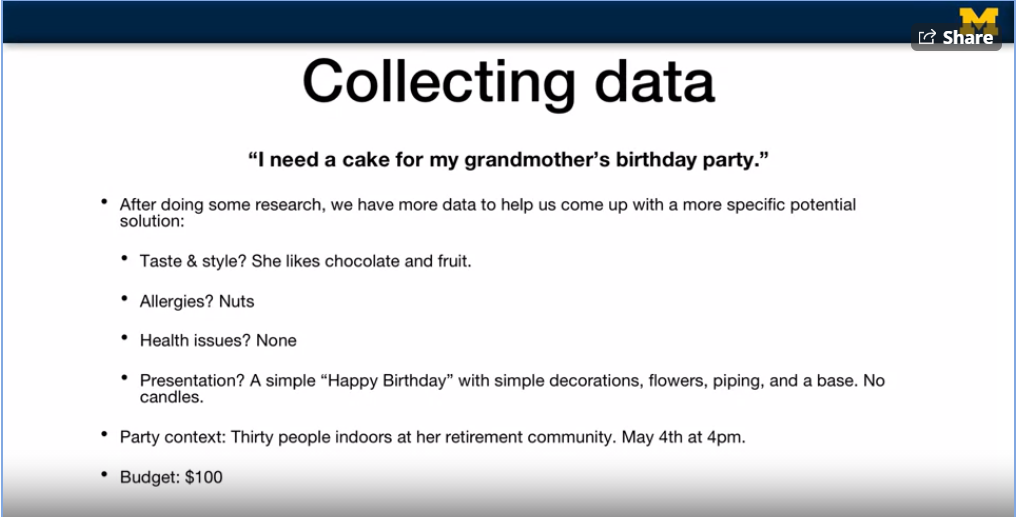 M
Share
Collecting data
“I need a cake for my grandmother’s birthday party.”
• After doing some research, we have more data to help us come up with a more specific potential
solution:
• Taste & style? She likes chocolate and fruit.
• Allergies? Nuts
• Health issues? None
• Presentation? A simple “Happy Birthday” with simple decorations, flowers, piping, and a base. No
candles.
• Party context: Thirty people indoors at her retirement community. May 4th at 4pm.
• Budget: $100